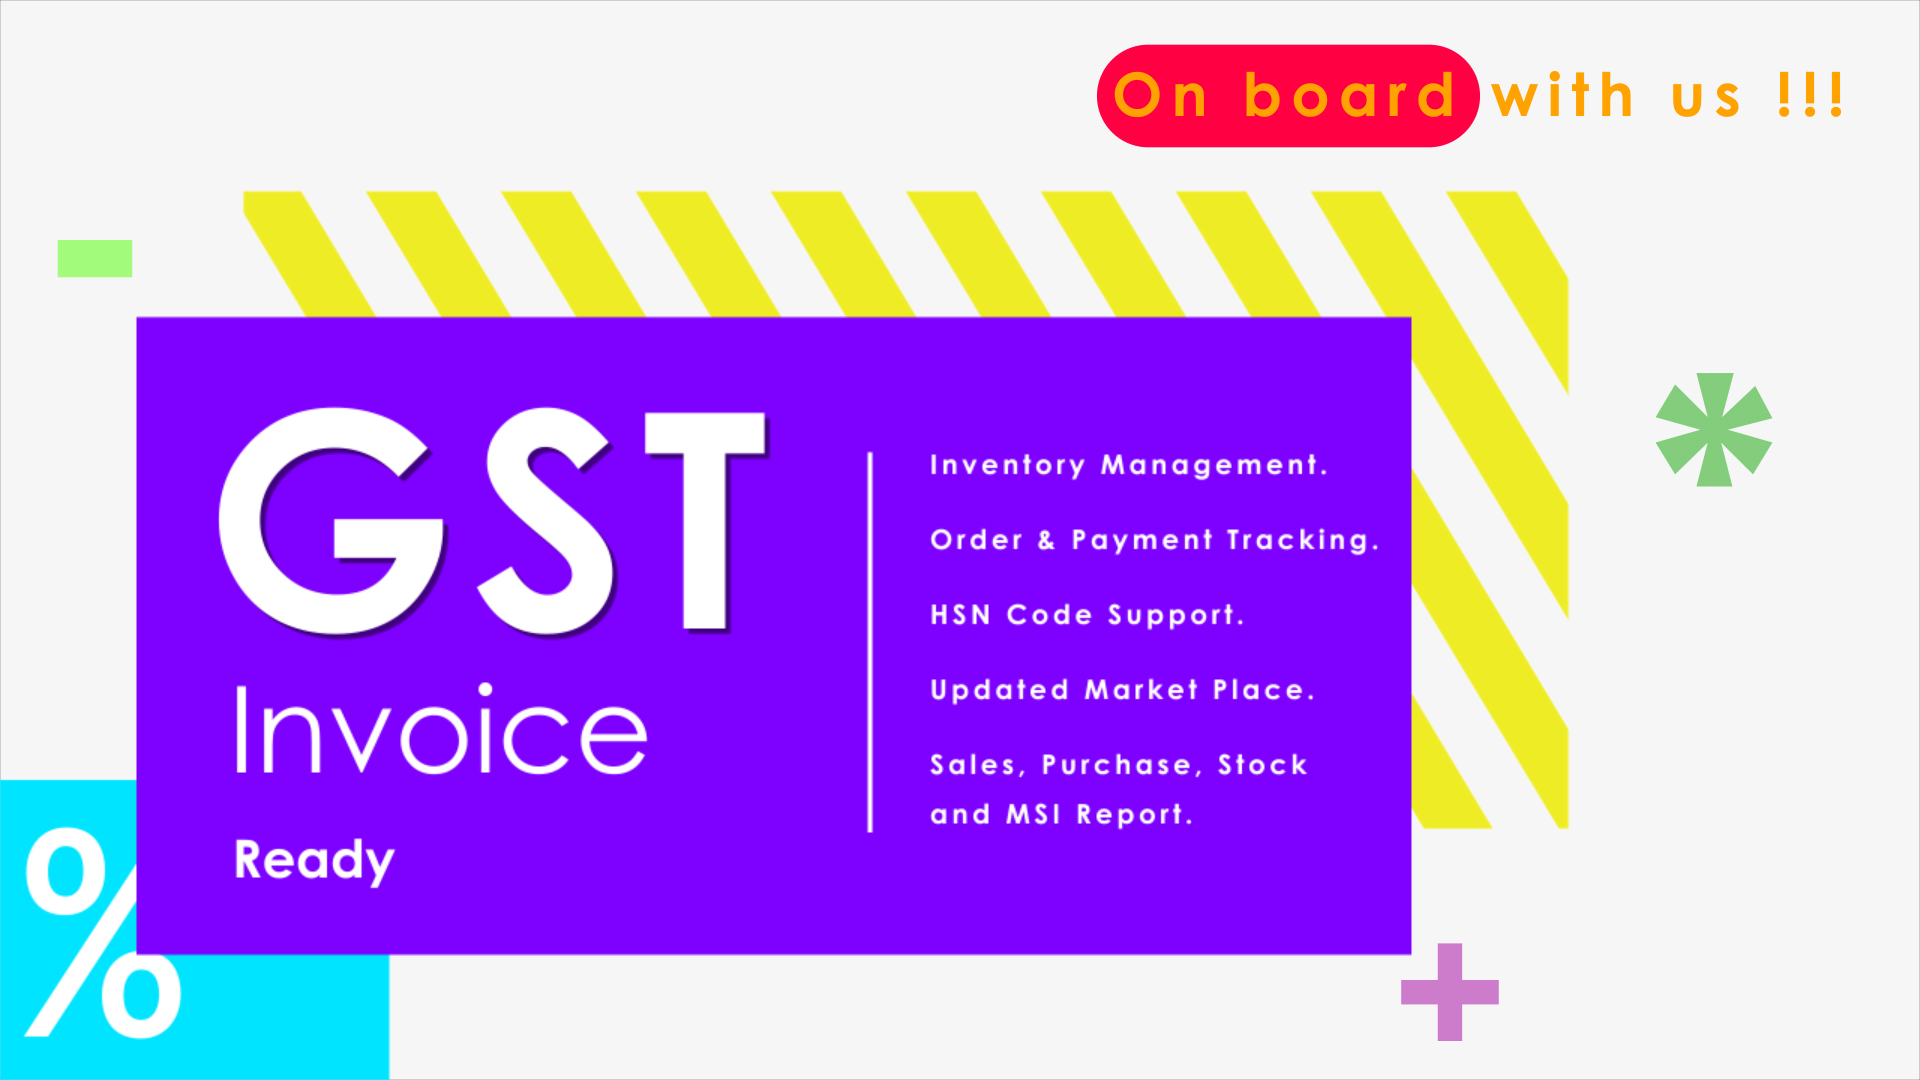 On board with us !!!
GST
Invoice
Ready
Inventory Management.
Order & Payment Tracking.
HSN Code Support.
Updated Market Place.
Sales, Purchase, Stock
and MSI Report.
%